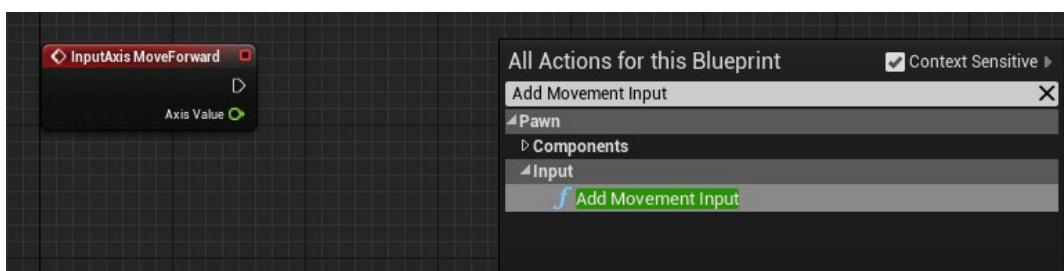 InputAxis MoveForward
Axis Value
All Actions for this Blueprint
Context Sensitive
Add Movement Input
Pawn
Components
Input
f Add Movement Input